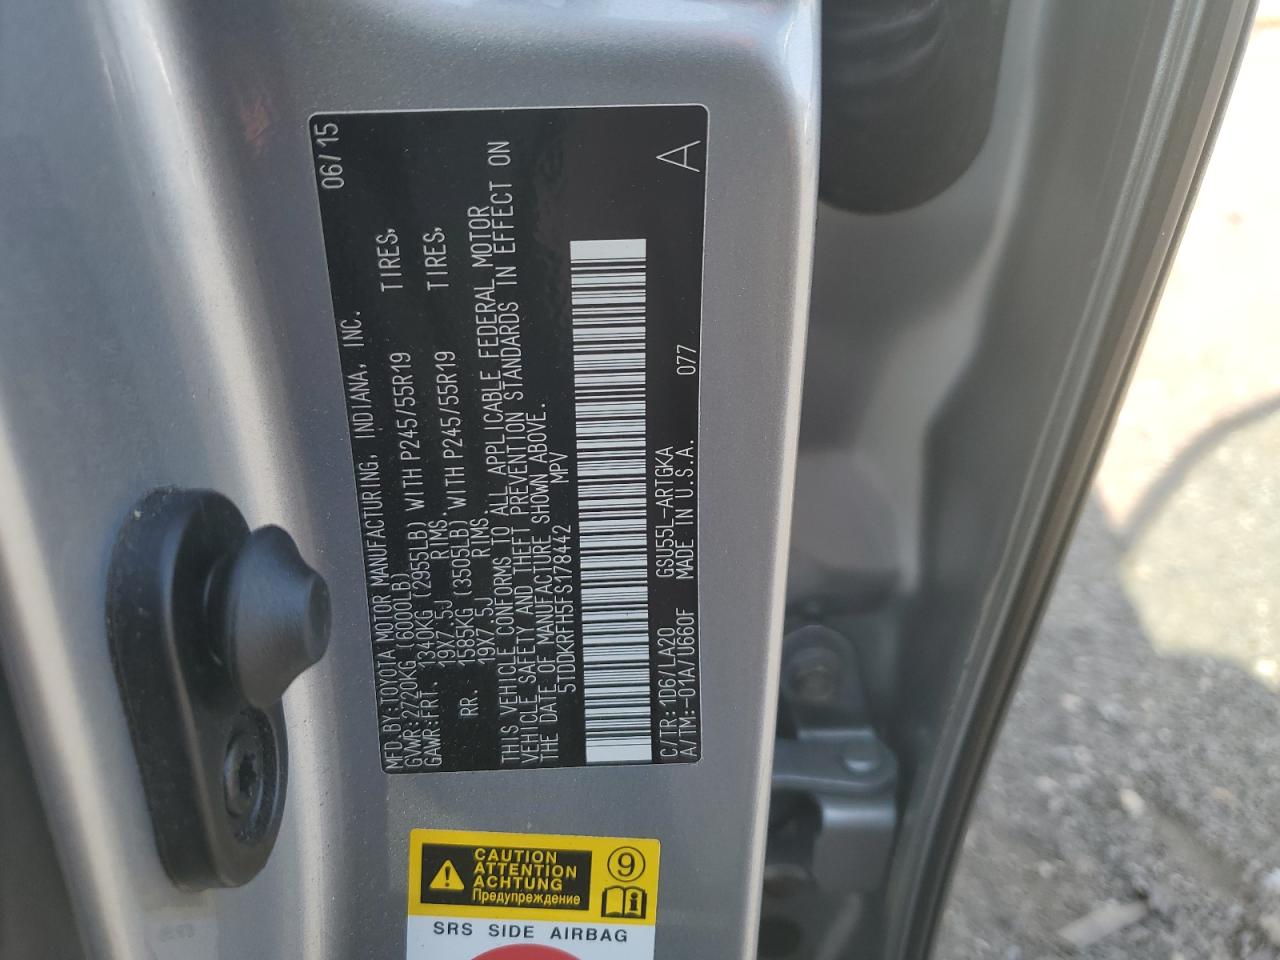 06/15
MFD.BY:TOYOTA MOTOR MANUFACTURING, INDIANA, INC.
GVWR:2720KG(6000LB)
GAWR:FRT. 1340KG (2955LB) WITH P245/55R19 TIRES,
19X7.5J RIMS,
RR. 1585KG (3505LB) WITH P245/55R19 TIRES,
19X7.5J RIMS
THIS VEHICLE CONFORMS TO ALL APPLICABLE FEDERAL MOTOR
VEHICLE SAFETY AND THEFT PREVENTION STANDARDS IN EFFECT ON
THE DATE OF MANUFACTURE SHOWN ABOVE.
5TDDKRFH5FS178442 MPV
C/TR:1D6/LA20 GSU55L-ARTGKA 077 A
A/TM:-01A/U660F MADE IN U.S.A.
CAUTION
ATTENTION
ACHTUNG
Предупреждение
9
i
SRS SIDE AIRBAG